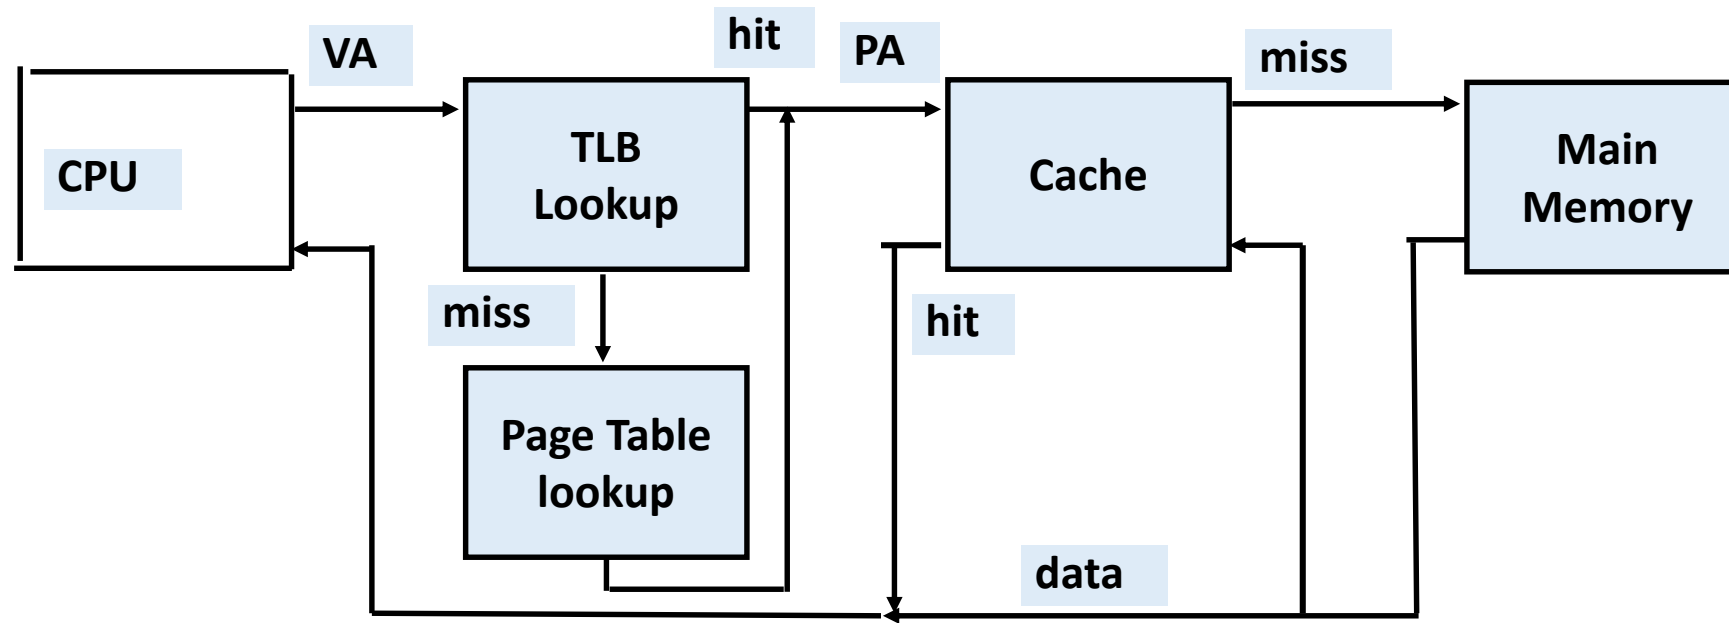 VA
hit
PA
miss
CPU
TLB
Lookup
Cache
Main
Memory
miss
hit
Page Table
lookup
data